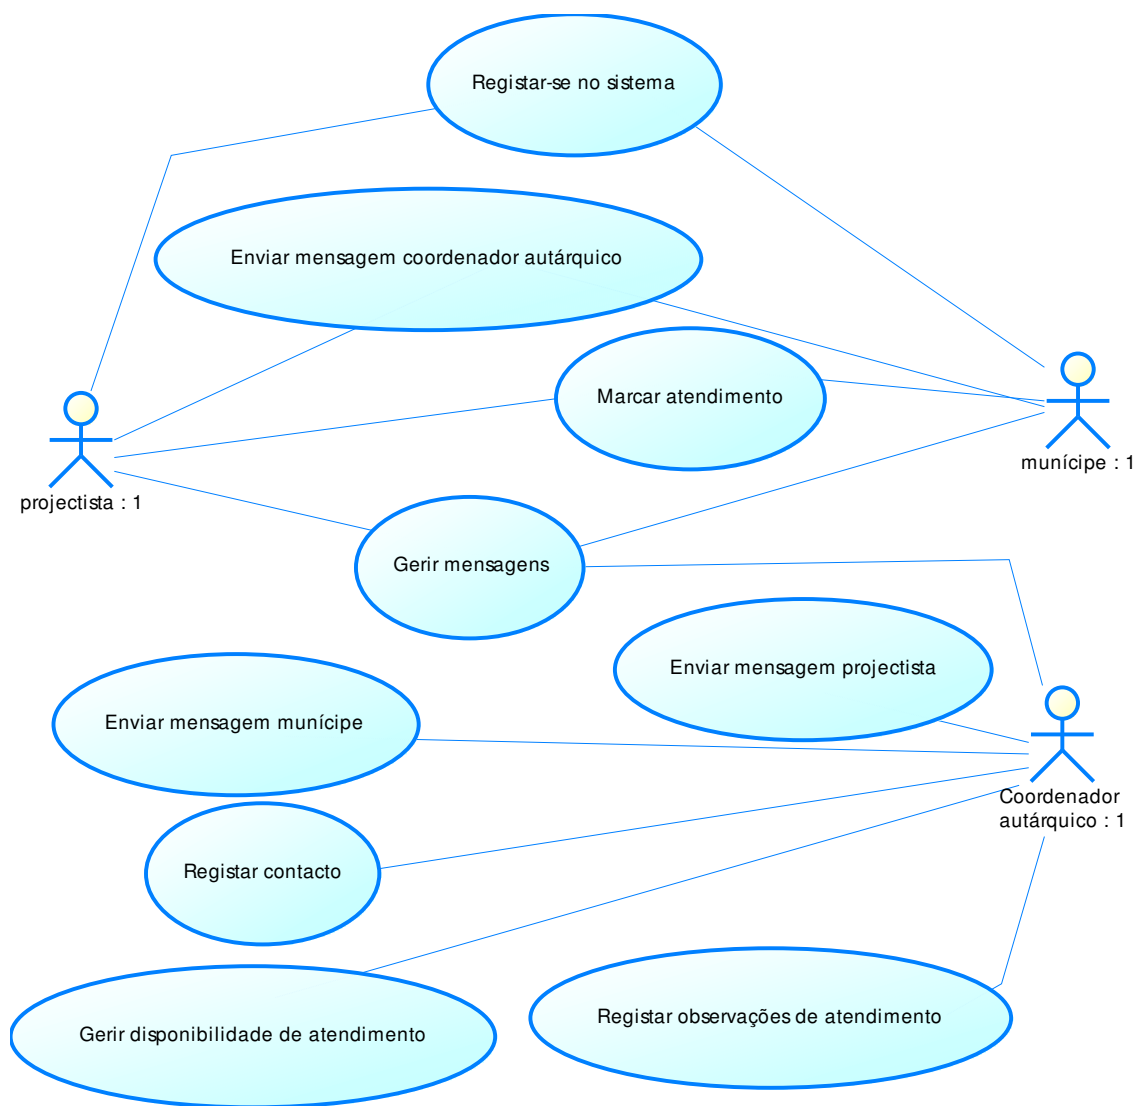 Registar-se no sistema
Enviar mensagem coordenador autárquico
Marcar atendimento
munícipe : 1
projectista : 1
Gerir mensagens
Enviar mensagem projectista
Enviar mensagem munícipe
Coordenador
autárquico : 1
Registar contacto
Registar observações de atendimento
Gerir disponibilidade de atendimento